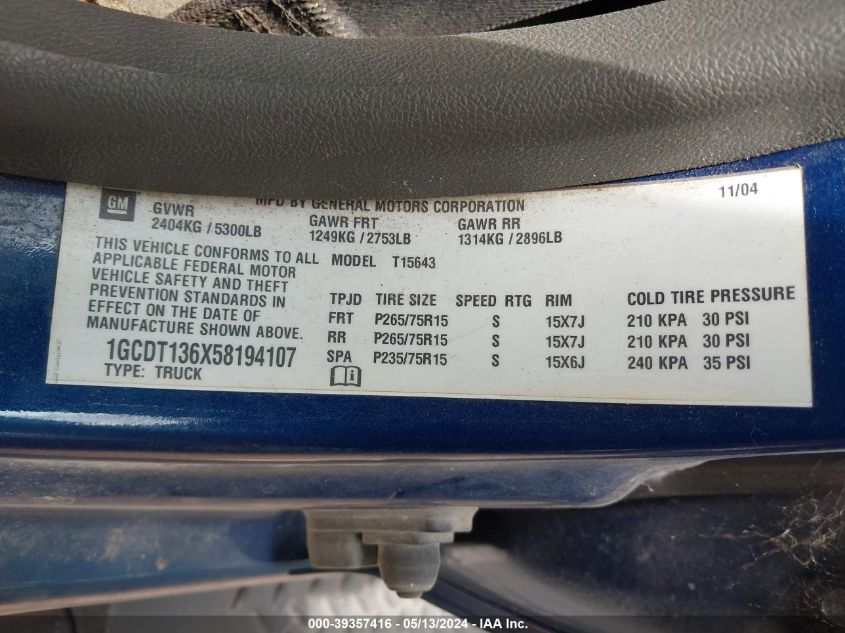 GM
MFD BY GENERAL MOTORS CORPORATION
11/04
GVWR GAWR FRT GAWR RR
2404KG / 5300LB 1249KG / 2753LB 1314KG / 2896LB
THIS VEHICLE CONFORMS TO ALL
APPLICABLE FEDERAL MOTOR
VEHICLE SAFETY AND THEFT
PREVENTION STANDARDS IN
EFFECT ON THE DATE OF
MANUFACTURE SHOWN ABOVE.
1GCDT136X58194107
TYPE: TRUCK
MODEL T15643
TPJD TIRE SIZE SPEED RTG RIM COLD TIRE PRESSURE
FRT P265/75R15 S 15X7J 210 KPA 30 PSI
RR P265/75R15 S 15X7J 210 KPA 30 PSI
SPA P235/75R15 S 15X6J 240 KPA 35 PSI
000-39357416 - 05/13/2024 - IAA Inc.